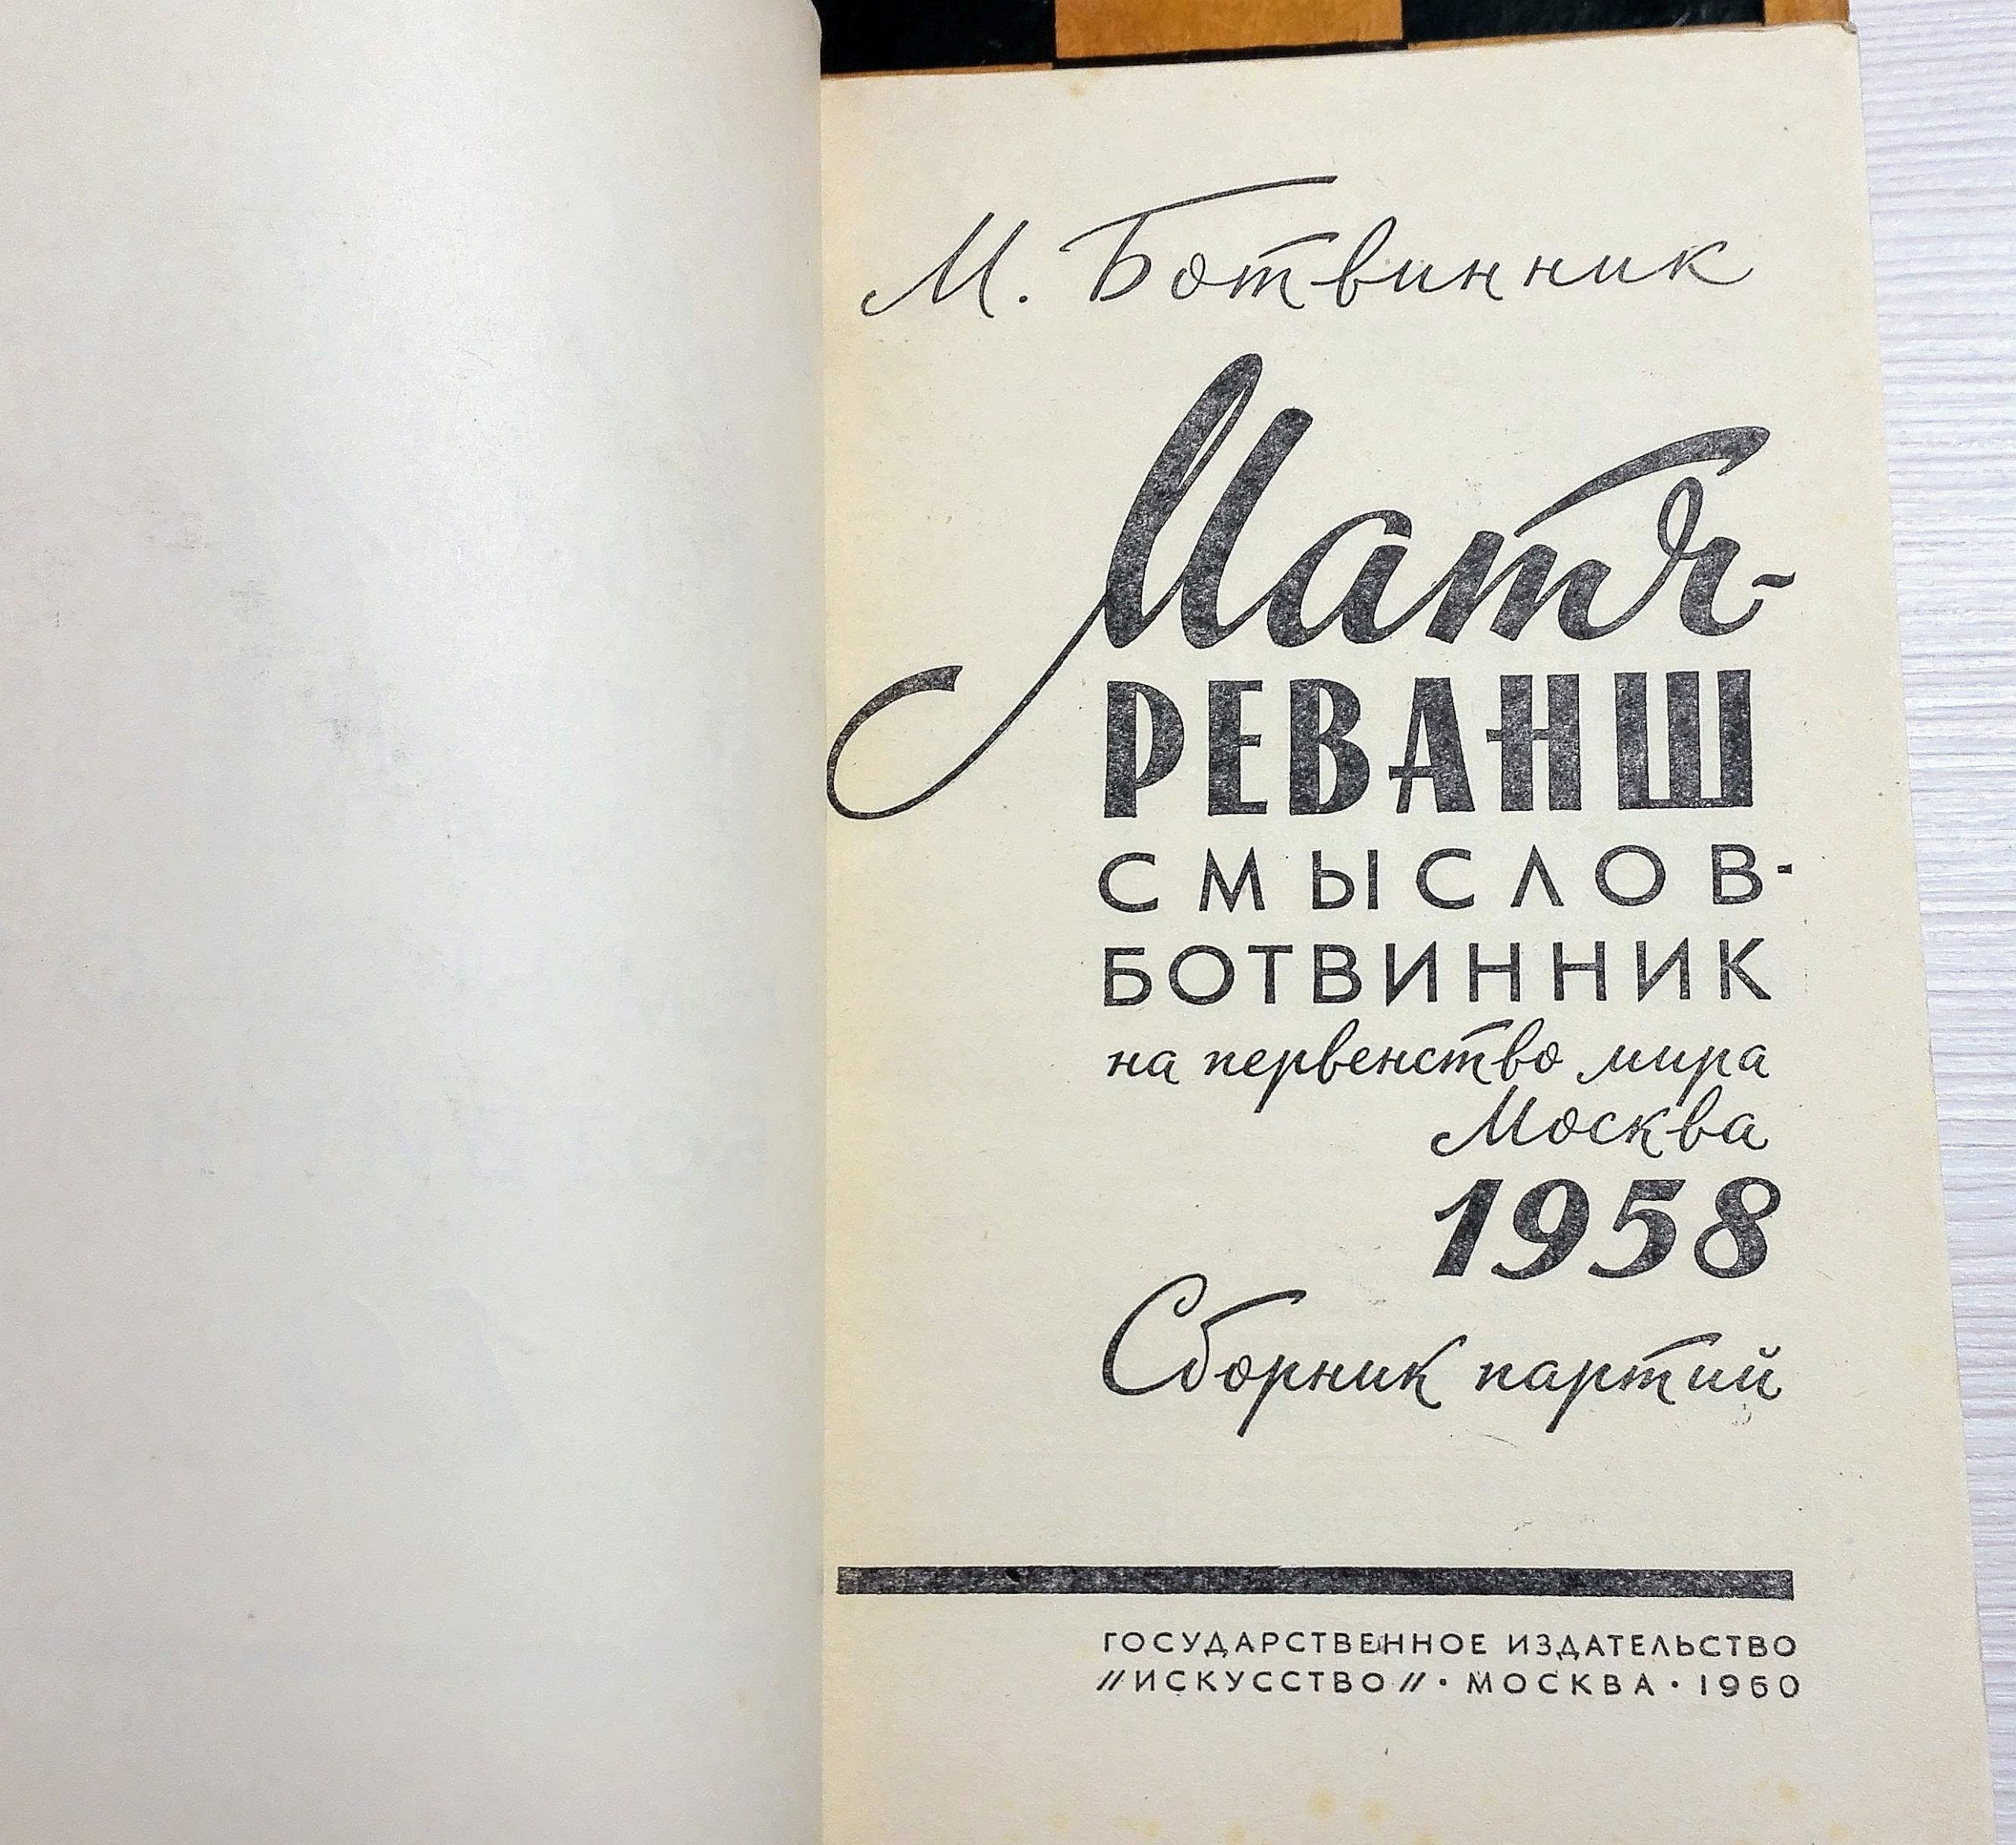 М. Ботвинник
Матч-
РЕВАНШ
СМЫСЛОВ-
БОТВИННИК
на первенство мира
Москва
1958
Сборник партий
ГОСУДАРСТВЕННОЕ ИЗДАТЕЛЬСТВО
"ИСКУССТВО" • МОСКВА • 1960